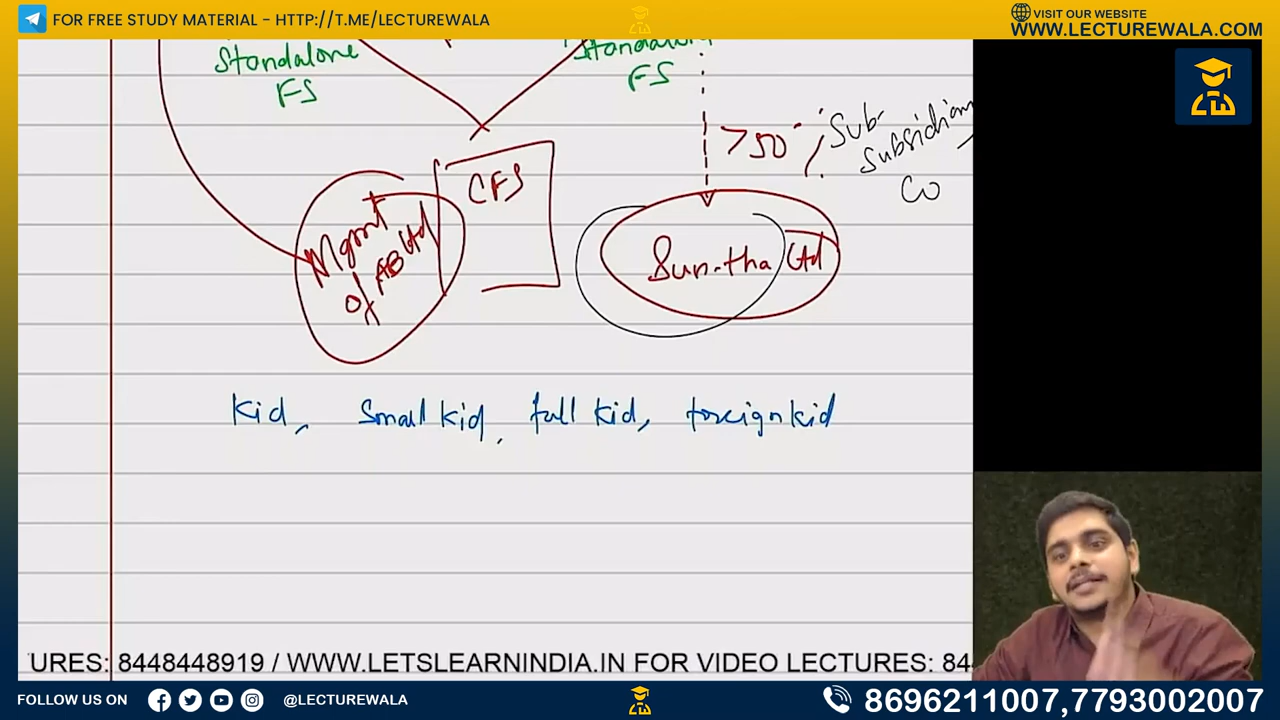 FOR FREE STUDY MATERIAL - HTTP://T.ME/LECTUREWALA
VISIT OUR WEBSITE
WWW.LECTUREWALA.COM
Standalone
FS
Standalone
FS
>50%
Sub-
Subsidiary
Co
CFS
Mgmt
of AB Ltd
Sun-tha Ltd
Kid, Small kid, full kid, foreign kid
URES: 8448448919 / WWW.LETSLEARNINDIA.IN FOR VIDEO LECTURES: 84
FOLLOW US ON
@LECTUREWALA
8696211007,7793002007